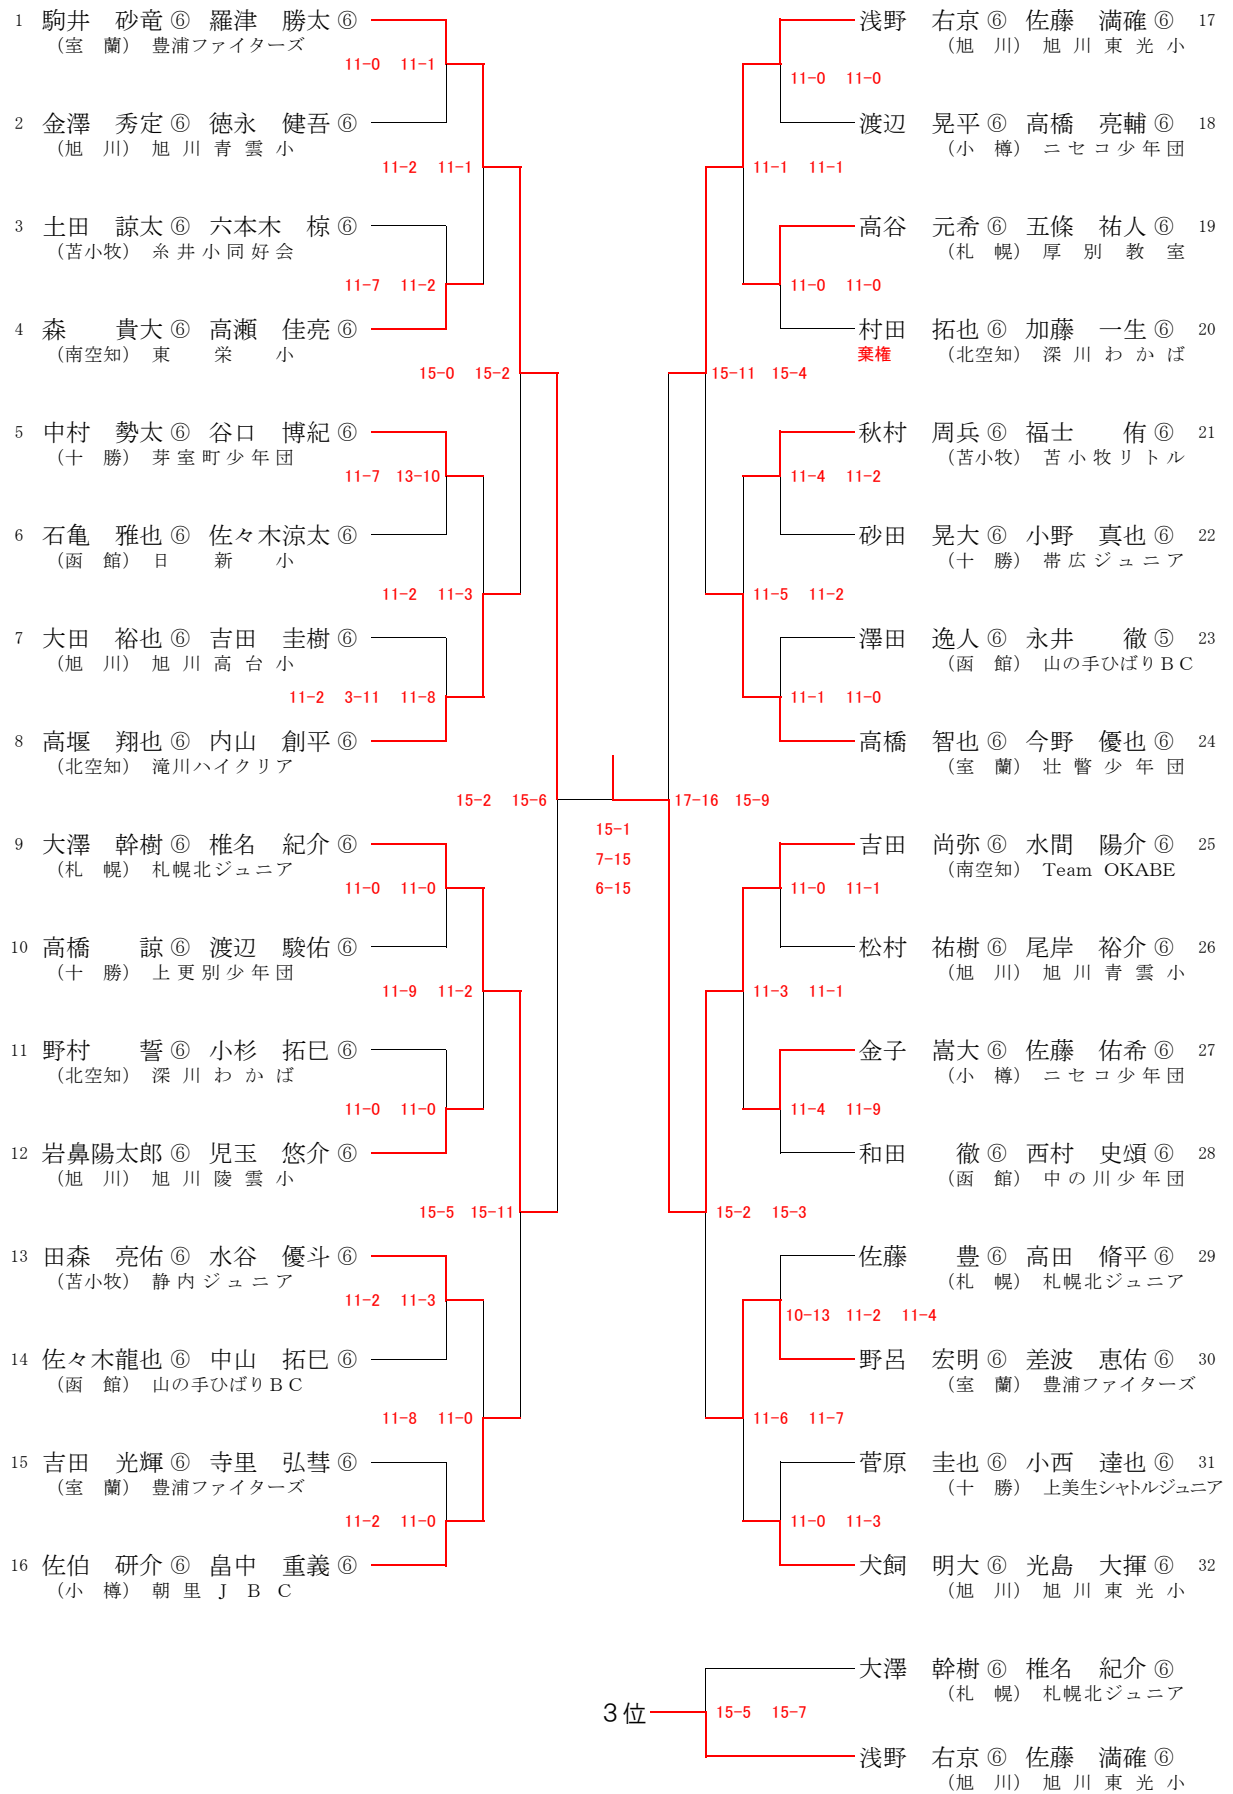 1 駒井 砂竜⑥ 羅津 勝太⑥
（室 蘭） 豊浦ファイターズ
11-0 11-1
2 金澤 秀定⑥ 徳永 健吾⑥
（旭 川） 旭川青雲小
11-2 11-1
3 土田 諒太⑥ 六本木 椋⑥
（苫小牧） 糸井小同好会
11-7 11-2
4 森 貴大⑥ 高瀬 佳亮⑥
（南空知） 東栄小
15-0 15-2
5 中村 勢太⑥ 谷口 博紀⑥
（十 勝） 芽室町少年団
11-7 13-10
6 石亀 雅也⑥ 佐々木涼太⑥
（函 館） 日新小
11-2 11-3
7 大田 裕也⑥ 吉田 圭樹⑥
（旭 川） 旭川高台小
11-2 3-11 11-8
8 高堰 翔也⑥ 内山 創平⑥
（北空知） 滝川ハイクリア
15-2 15-6
9 大澤 幹樹⑥ 椎名 紀介⑥
（札 幌） 札幌北ジュニア
11-0 11-0
10 高橋 諒⑥ 渡辺 駿佑⑥
（十 勝） 上更別少年団
11-9 11-2
11 野村 誓⑥ 小杉 拓巳⑥
（北空知） 深川わかば
11-0 11-0
12 岩鼻陽太郎⑥ 児玉 悠介⑥
（旭 川） 旭川陵雲小
15-5 15-11
13 田森 亮佑⑥ 水谷 優斗⑥
（苫小牧） 静内ジュニア
11-2 11-3
14 佐々木龍也⑥ 中山 拓巳⑥
（函 館） 山の手ひばりBC
11-8 11-0
15 吉田 光輝⑥ 寺里 弘彗⑥
（室 蘭） 豊浦ファイターズ
11-2 11-0
16 佐伯 研介⑥ 畠中 重義⑥
（小 樽） 朝里JBC
15-1
7-15
6-15
浅野 右京⑥ 佐藤 満確⑥ 17
（旭 川） 旭川東光小
11-0 11-0
渡辺 晃平⑥ 高橋 亮輔⑥ 18
（小 樽） ニセコ少年団
11-1 11-1
高谷 元希⑥ 五條 祐人⑥ 19
（札 幌） 厚別教室
11-0 11-0
村田 拓也⑥ 加藤 一生⑥ 20
棄権 （北空知） 深川わかば
15-11 15-4
秋村 周兵⑥ 福士 侑⑥ 21
（苫小牧） 苫小牧リトル
11-4 11-2
砂田 晃大⑥ 小野 真也⑥ 22
（十 勝） 帯広ジュニア
11-5 11-2
澤田 逸人⑥ 永井 徹⑤ 23
（函 館） 山の手ひばりBC
11-1 11-0
高橋 智也⑥ 今野 優也⑥ 24
（室 蘭） 壮瞥少年団
17-16 15-9
吉田 尚弥⑥ 水間 陽介⑥ 25
（南空知） Team OKABE
11-0 11-1
松村 祐樹⑥ 尾岸 裕介⑥ 26
（旭 川） 旭川青雲小
11-3 11-1
金子 嵩大⑥ 佐藤 佑希⑥ 27
（小 樽） ニセコ少年団
11-4 11-9
和田 徹⑥ 西村 史頌⑥ 28
（函 館） 中の川少年団
15-2 15-3
佐藤 豊⑥ 高田 脩平⑥ 29
（札 幌） 札幌北ジュニア
10-13 11-2 11-4
野呂 宏明⑥ 差波 恵佑⑥ 30
（室 蘭） 豊浦ファイターズ
11-6 11-7
菅原 圭也⑥ 小西 達也⑥ 31
（十 勝） 上美生シャトルジュニア
11-0 11-3
犬飼 明大⑥ 光島 大揮⑥ 32
（旭 川） 旭川東光小
大澤 幹樹⑥ 椎名 紀介⑥
（札 幌） 札幌北ジュニア
3位 15-5 15-7
浅野 右京⑥ 佐藤 満確⑥
（旭 川） 旭川東光小